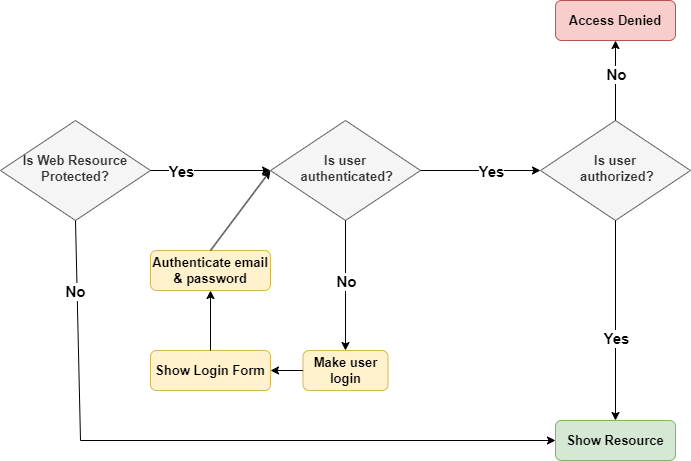 Access Denied
No
Is Web Resource
Protected?
Yes
Is user
authenticated?
Yes
Is user
authorized?
Authenticate email
& password
No
No
Show Login Form
Make user
login
Yes
Show Resource